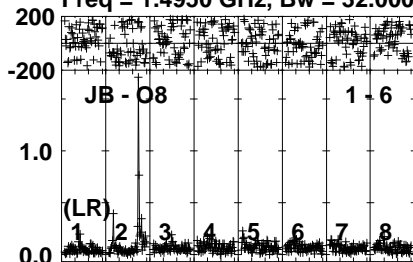 Freq = 1.4950 GHz, Bw = 32.000
200
-200
JB - O8 1 - 6
1.0
(LR)
1 2 3 4 5 6 7 8
0.0